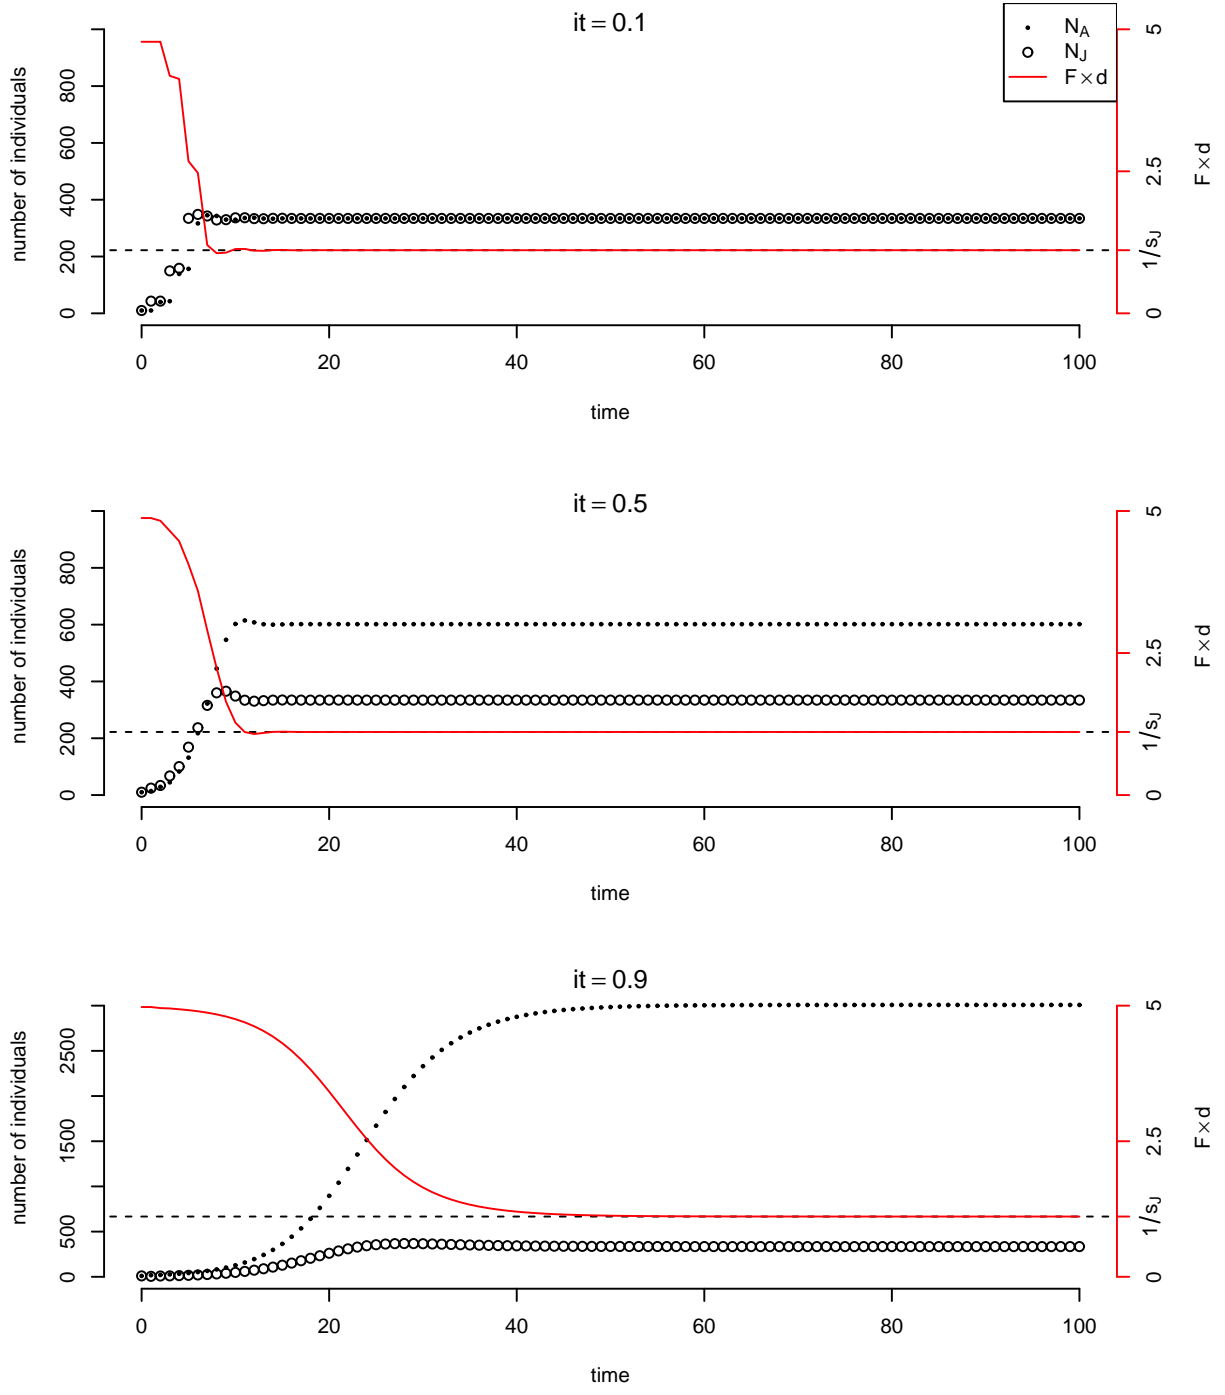 it = 0.1
N_A
N_J
F×d
number of individuals
0 200 400 600 800
0 1/s_J 2.5 5
F×d
0 20 40 60 80 100
time
it = 0.5
number of individuals
0 200 400 600 800
0 1/s_J 2.5 5
F×d
0 20 40 60 80 100
time
it = 0.9
number of individuals
0 500 1500 2500
0 1/s_J 2.5 5
F×d
0 20 40 60 80 100
time